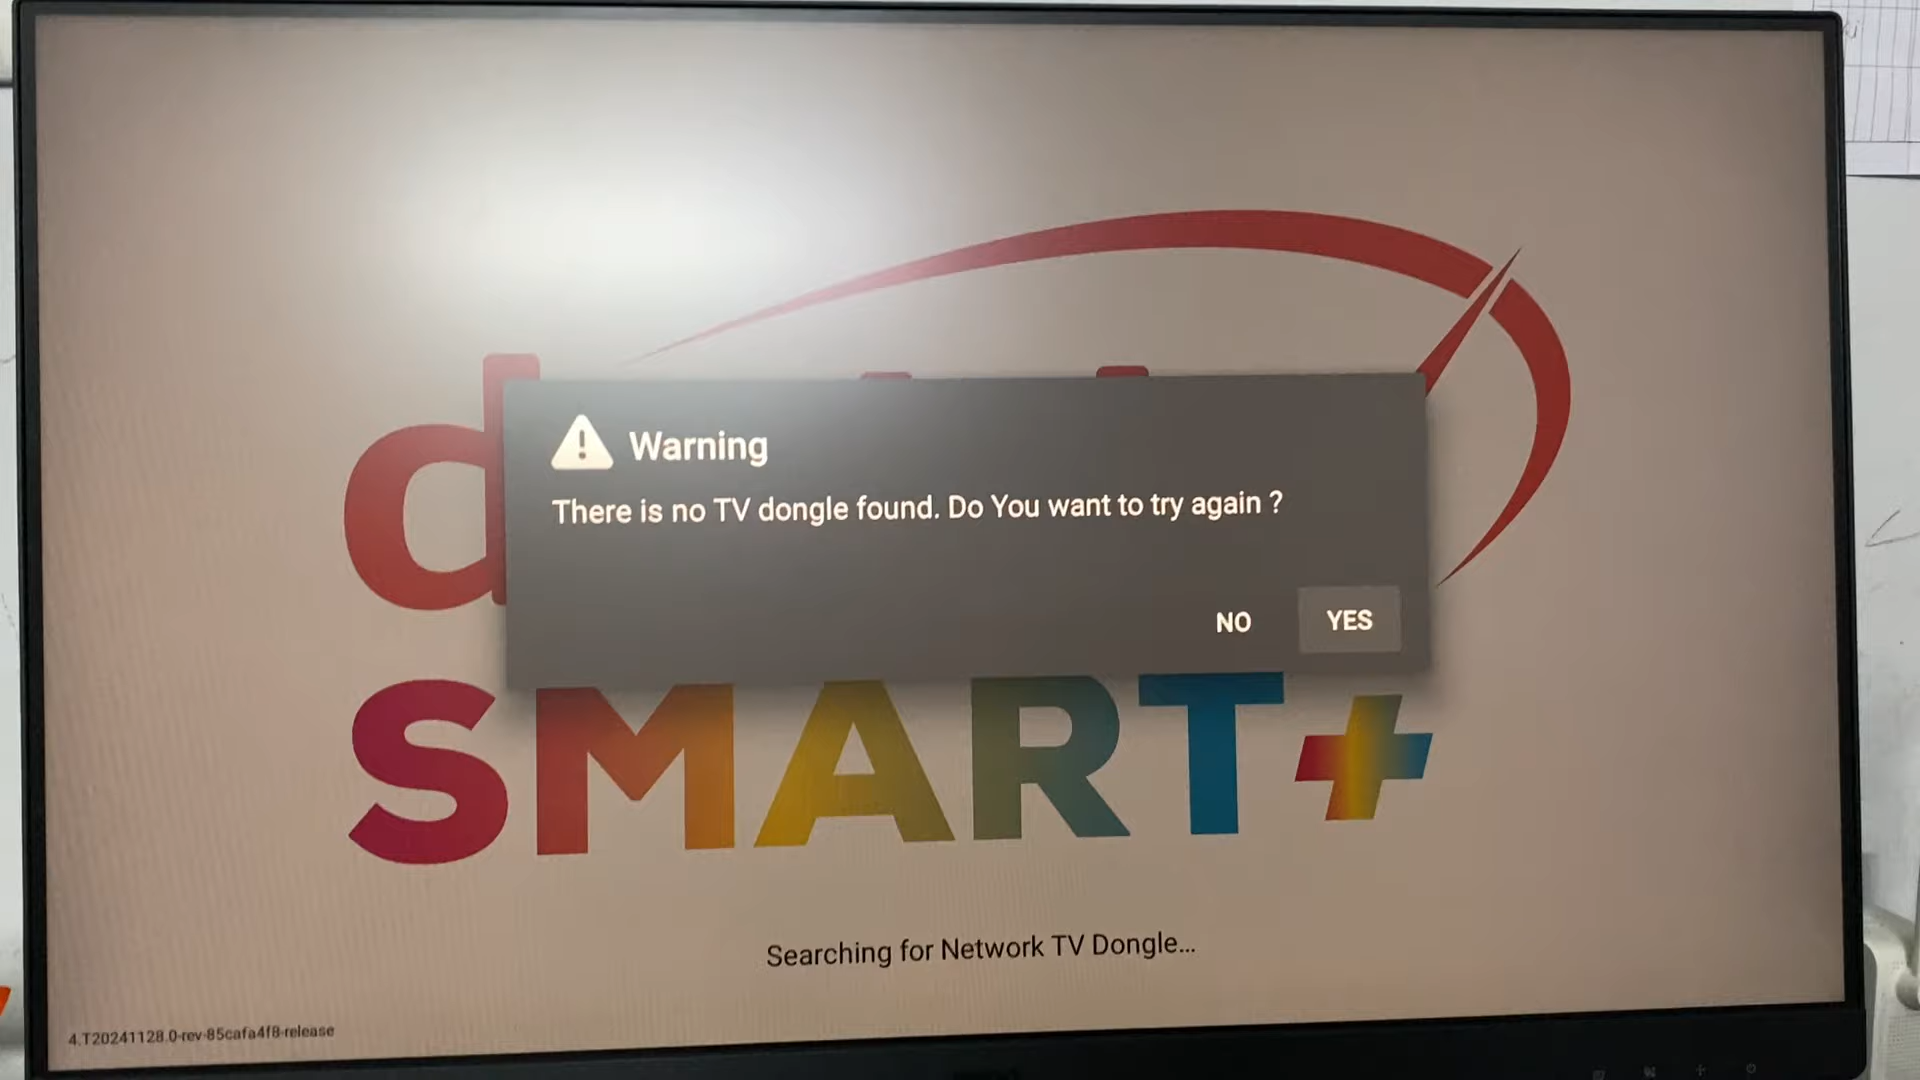 Warning
There is no TV dongle found. Do You want to try again ?
NO
YES
SMART+
Searching for Network TV Dongle...
4.T20241128.0-rev-85cafa4f8-release